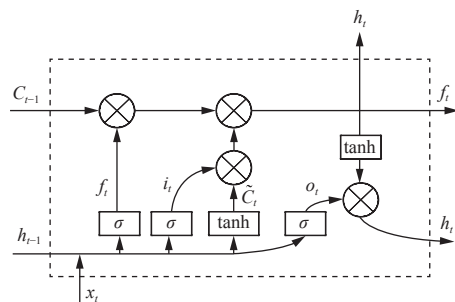 h_t
C_{t-1}
f_t
tanh
f_t
i_t
C̃_t
o_t
h_{t-1}
σ
σ
tanh
σ
h_t
x_t